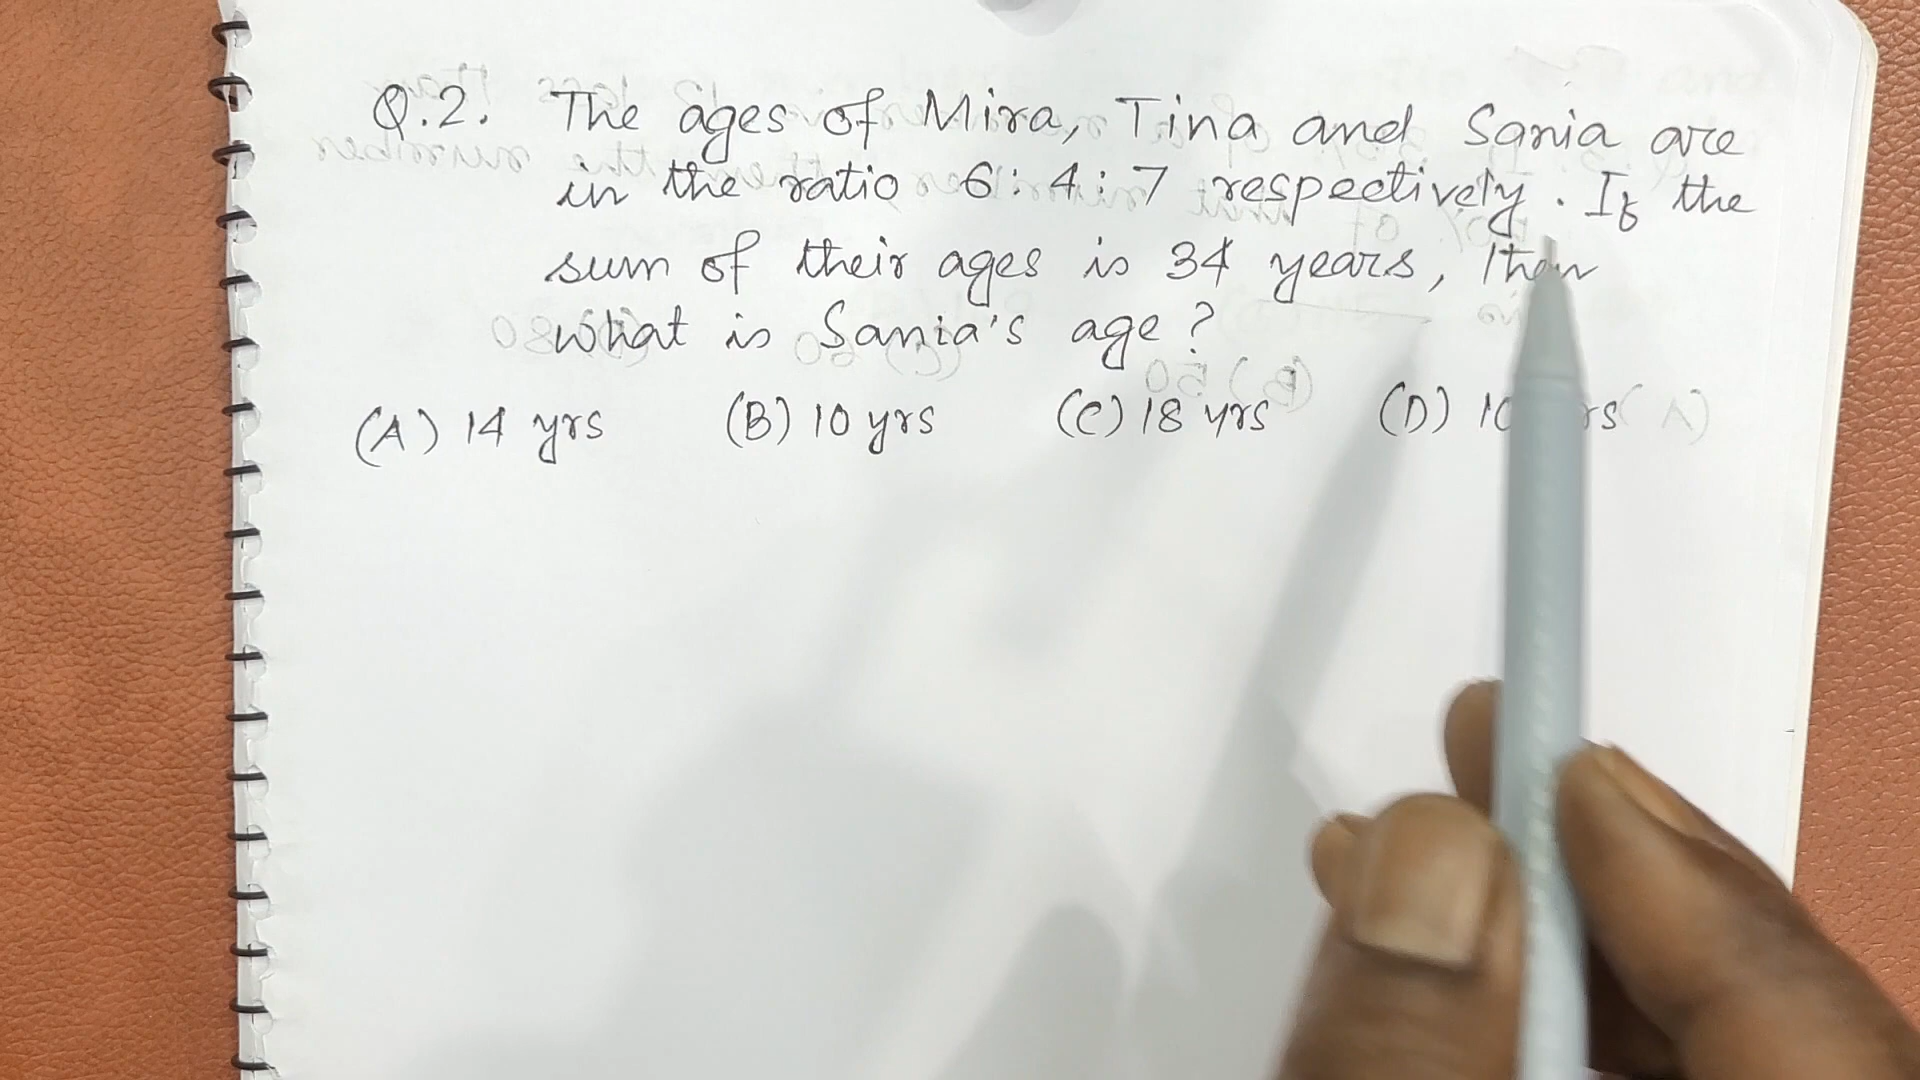 Q.2. The ages of Mira, Tina and Sania are
in the ratio 6:4:7 respectively. If the
sum of their ages is 34 years, then
what is Sania's age?
(A) 14 yrs (B) 10 yrs (C) 18 yrs (D)